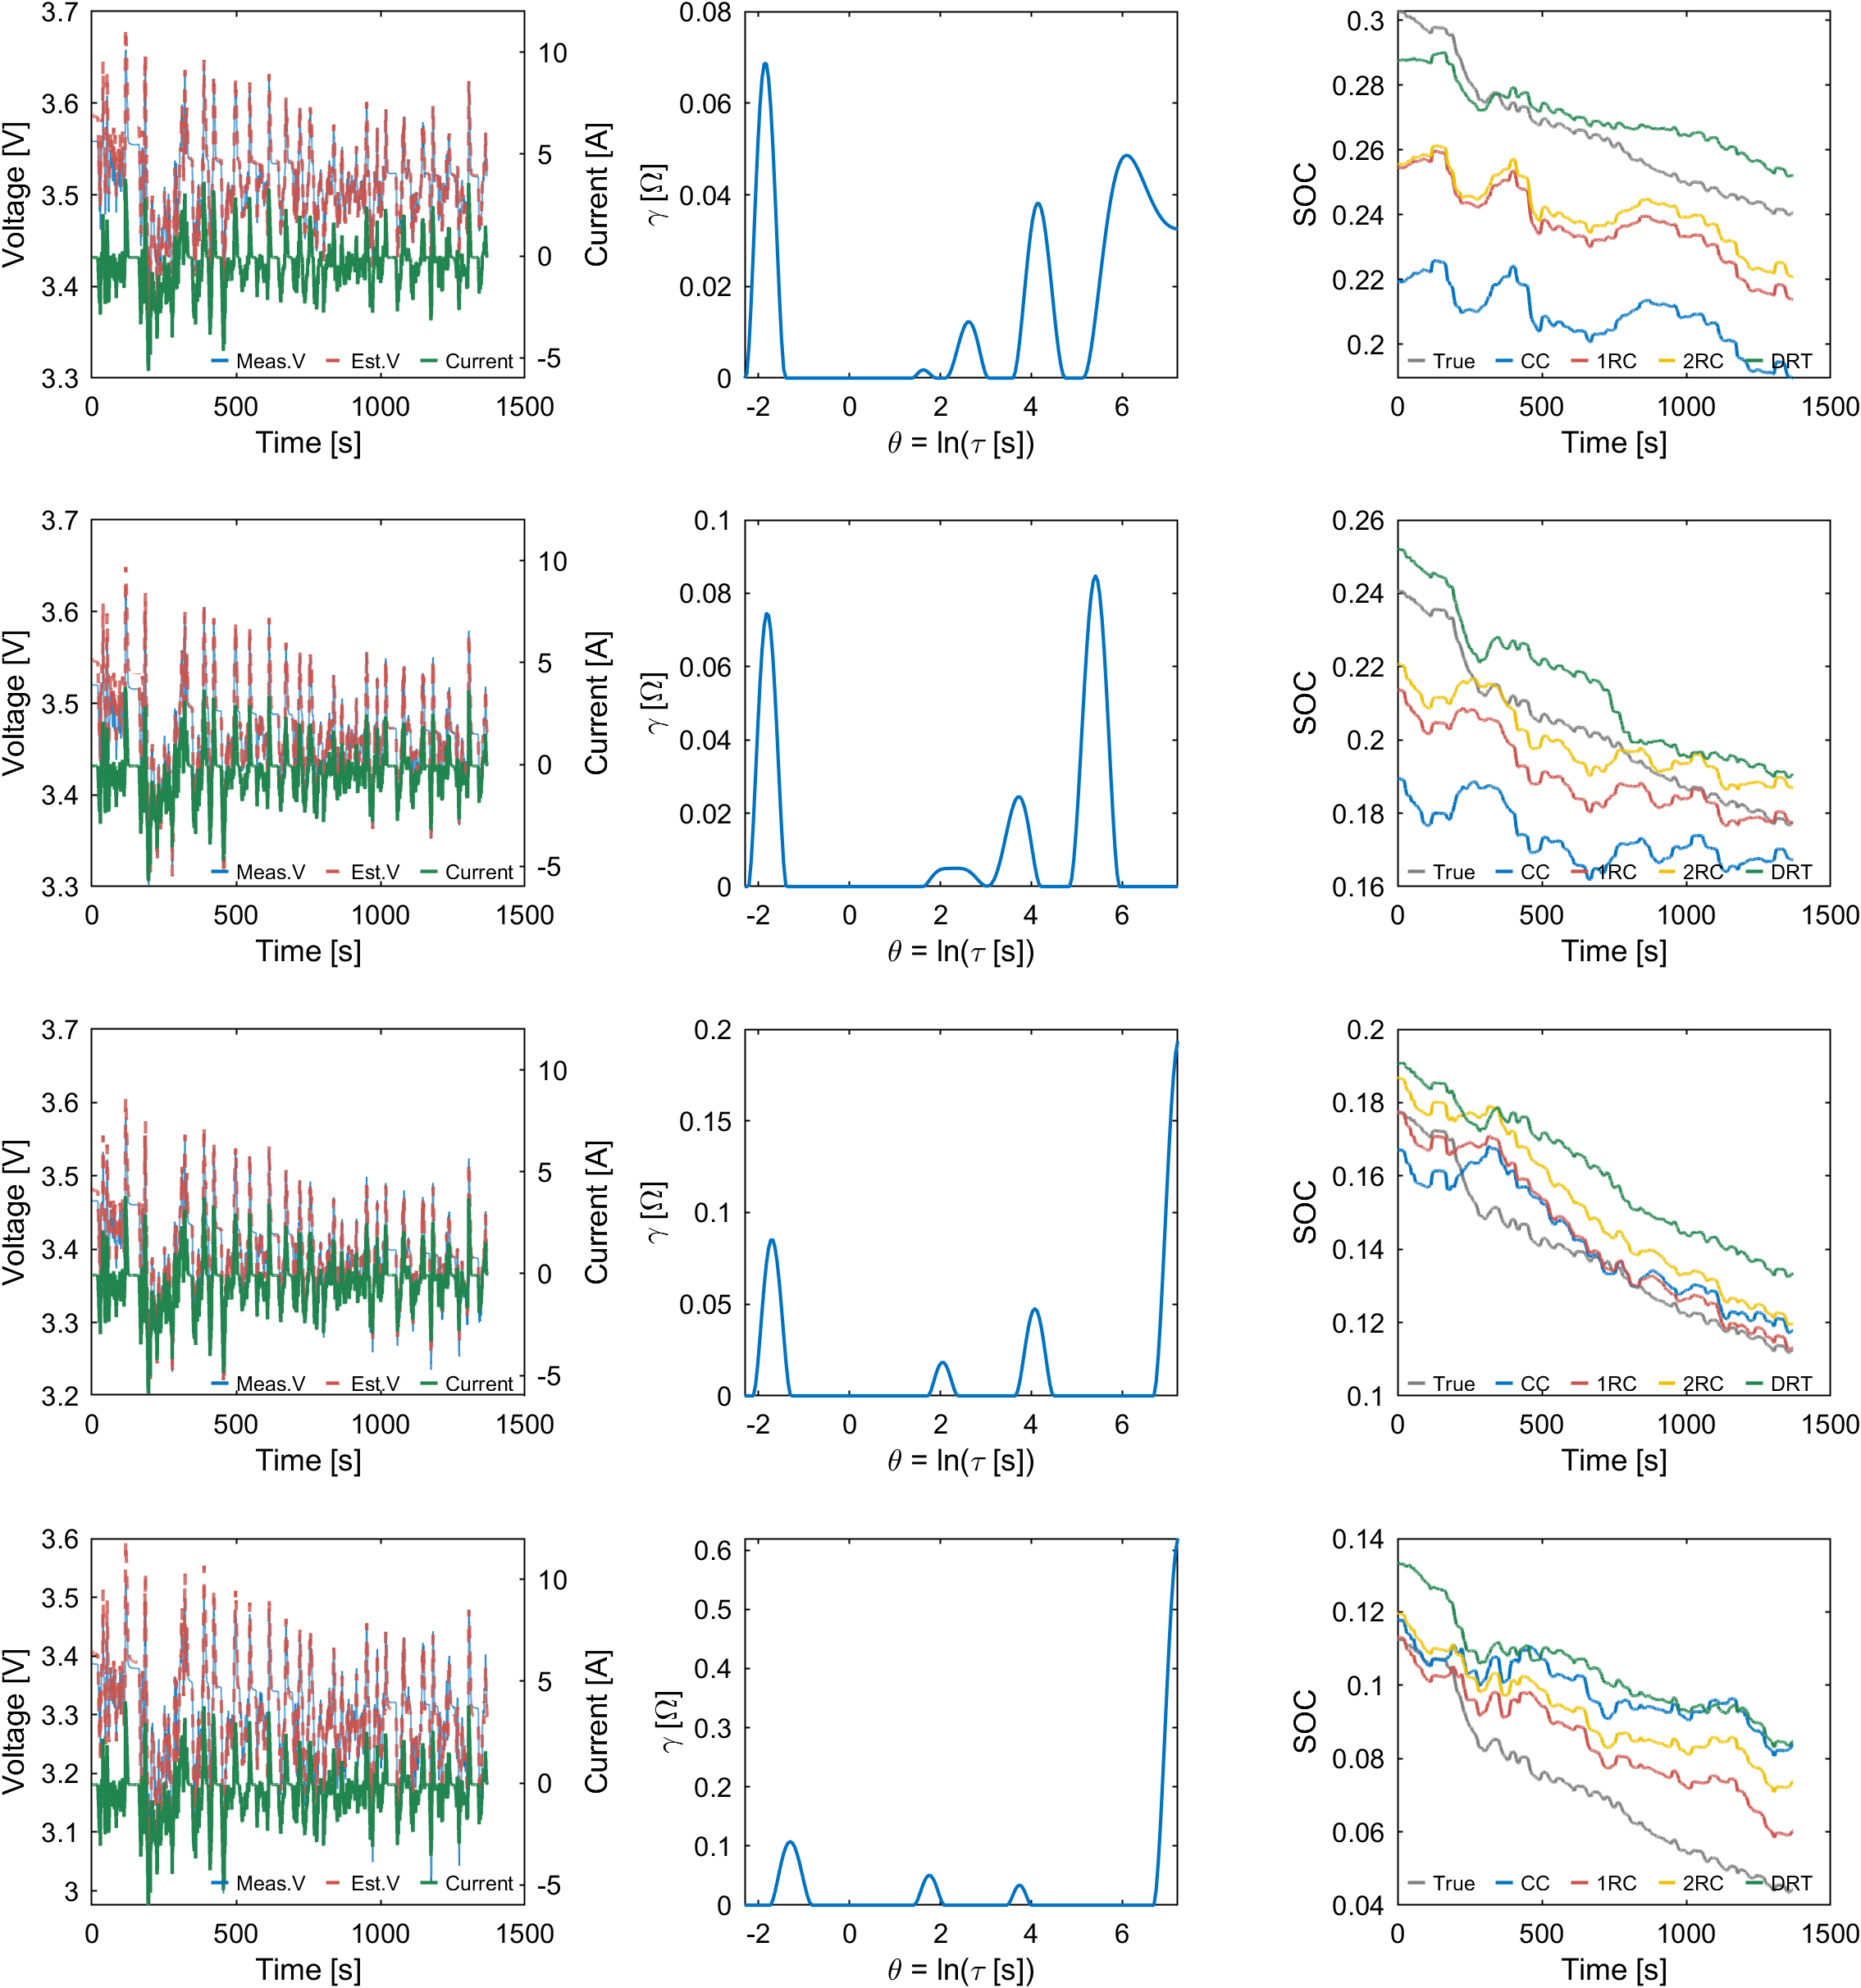 3.7
3.6
3.5
3.4
3.3
10
5
0
-5
Voltage [V]
Current [A]
Meas.V Est.V Current
0 500 1000 1500
Time [s]
0.08
0.06
0.04
0.02
0
γ [Ω]
-2 0 2 4 6
θ = ln(τ [s])
0.3
0.28
0.26
0.24
0.22
0.2
SOC
True CC 1RC 2RC DRT
0 500 1000 1500
Time [s]
3.7
3.6
3.5
3.4
3.3
10
5
0
-5
Voltage [V]
Current [A]
Meas.V Est.V Current
0 500 1000 1500
Time [s]
0.1
0.08
0.06
0.04
0.02
0
γ [Ω]
-2 0 2 4 6
θ = ln(τ [s])
0.26
0.24
0.22
0.2
0.18
0.16
SOC
True CC 1RC 2RC DRT
0 500 1000 1500
Time [s]
3.7
3.6
3.5
3.4
3.3
3.2
10
5
0
-5
Voltage [V]
Current [A]
Meas.V Est.V Current
0 500 1000 1500
Time [s]
0.2
0.15
0.1
0.05
0
γ [Ω]
-2 0 2 4 6
θ = ln(τ [s])
0.2
0.18
0.16
0.14
0.12
0.1
SOC
True CC 1RC 2RC DRT
0 500 1000 1500
Time [s]
3.6
3.5
3.4
3.3
3.2
3.1
3
10
5
0
-5
Voltage [V]
Current [A]
Meas.V Est.V Current
0 500 1000 1500
Time [s]
0.6
0.5
0.4
0.3
0.2
0.1
0
γ [Ω]
-2 0 2 4 6
θ = ln(τ [s])
0.14
0.12
0.1
0.08
0.06
0.04
SOC
True CC 1RC 2RC DRT
0 500 1000 1500
Time [s]